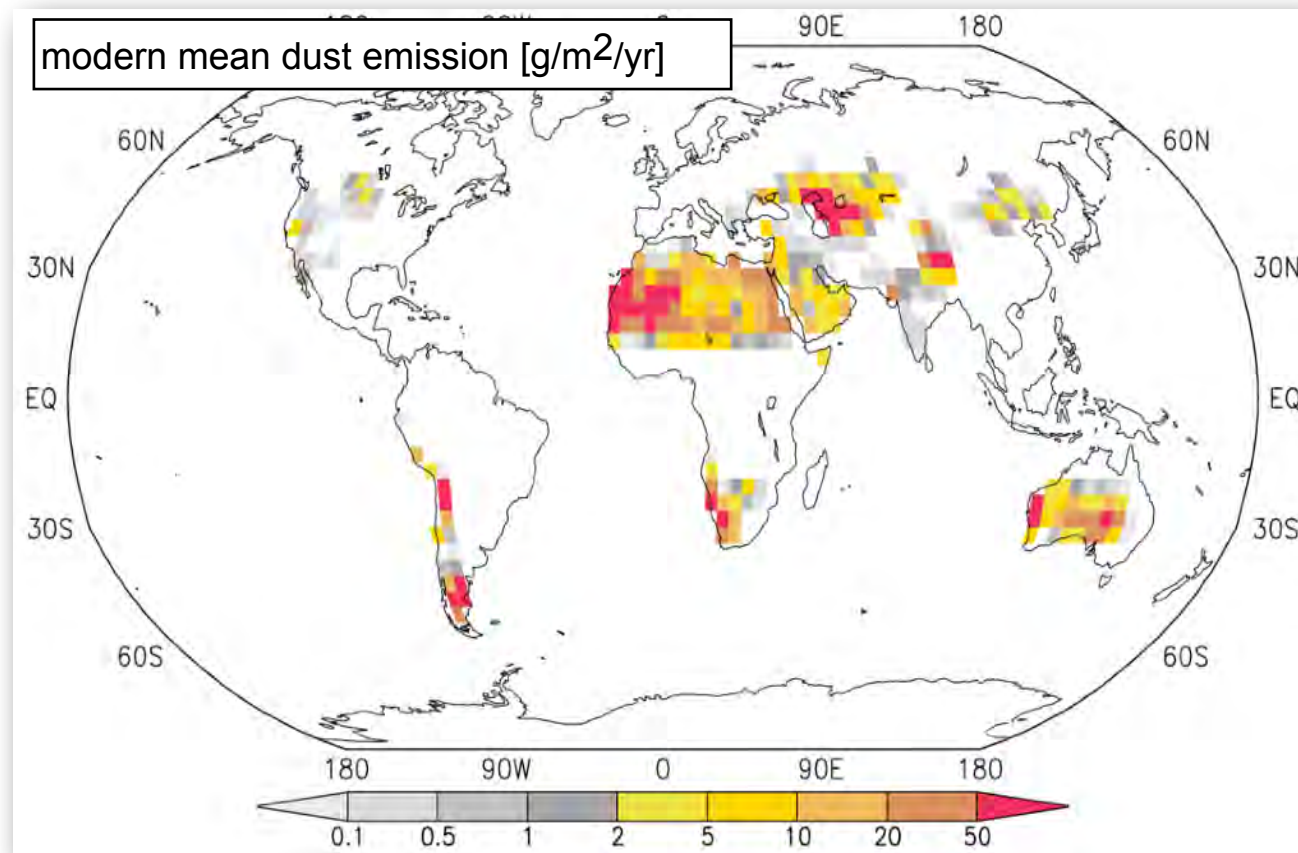 modern mean dust emission [g/m²/yr]
90E 180
60N 60N
30N 30N
EQ EQ
30S 30S
60S 60S
180 90W 0 90E 180
0.1 0.5 1 2 5 10 20 50